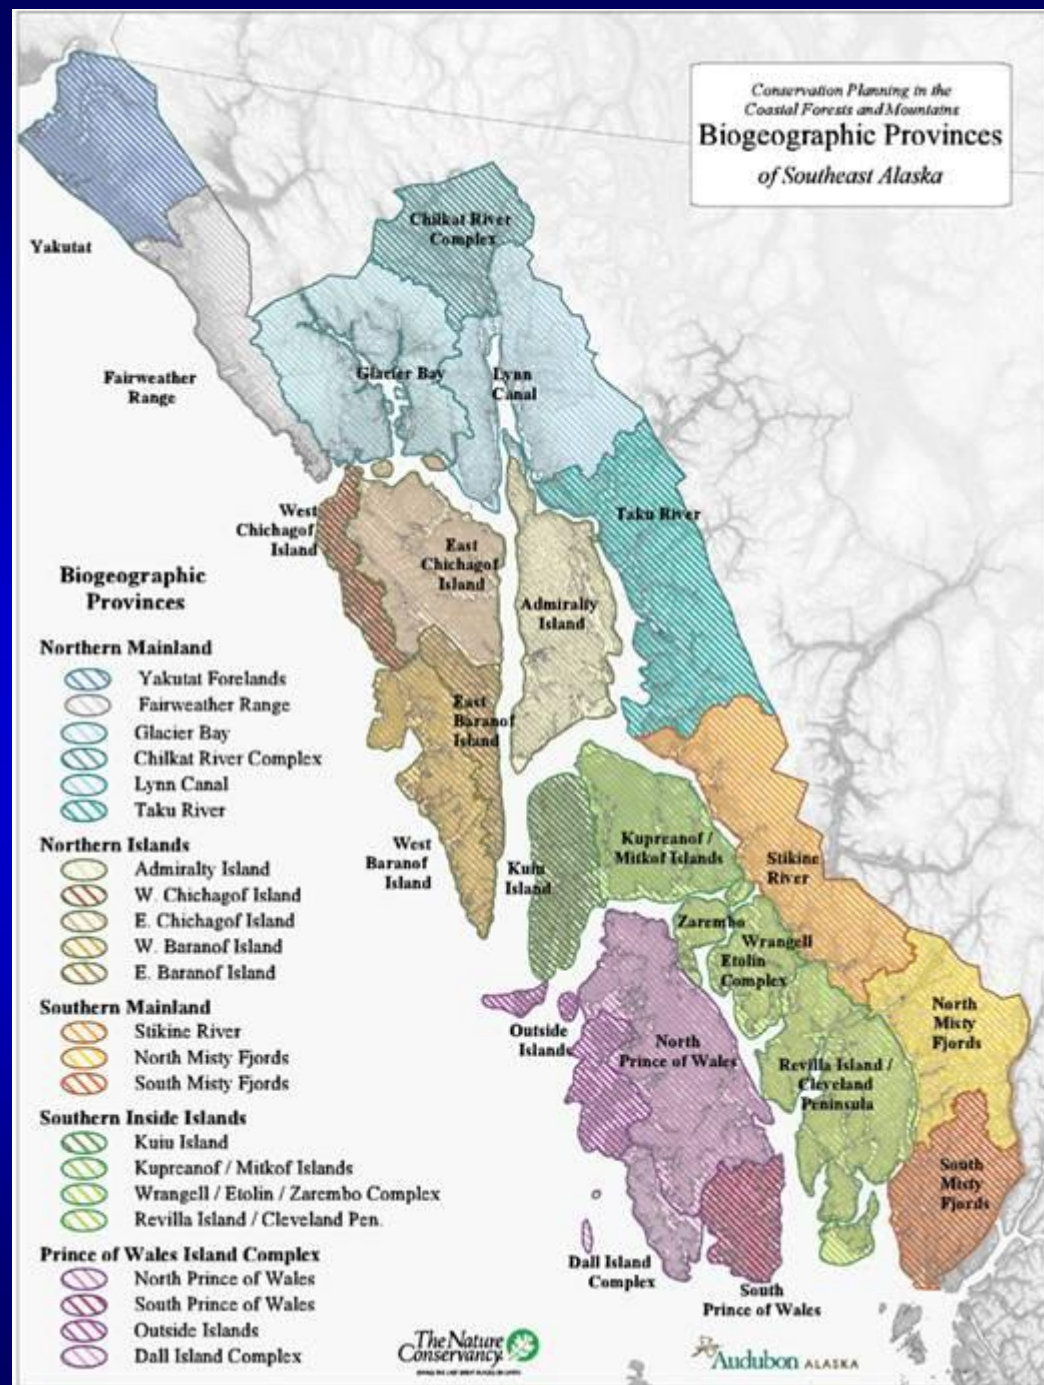 Conservation Planning in the
Coastal Forests and Mountains
Biogeographic Provinces
of Southeast Alaska
Chilkat River
Complex
Yakutat
Glacier Bay
Lynn
Canal
Fairweather
Range
West
Chichagof
Island
East
Chichagof
Island
Taku River
Admiralty
Island
East
Baranof
Island
West
Baranof
Island
Kuiu
Island
Kupreanof /
Mitkof Islands
Stikine
River
Zarembo
Wrangell
Etolin
Complex
Outside
Islands
North
Prince of Wales
Revilla Island /
Cleveland
Peninsula
North
Misty
Fjords
South
Misty
Fjords
Dall Island
Complex
South
Prince of Wales
Biogeographic
Provinces
Northern Mainland
Yakutat Forelands
Fairweather Range
Glacier Bay
Chilkat River Complex
Lynn Canal
Taku River
Northern Islands
Admiralty Island
W. Chichagof Island
E. Chichagof Island
W. Baranof Island
E. Baranof Island
Southern Mainland
Stikine River
North Misty Fjords
South Misty Fjords
Southern Inside Islands
Kuiu Island
Kupreanof / Mitkof Islands
Wrangell / Etolin / Zarembo Complex
Revilla Island / Cleveland Pen.
Prince of Wales Island Complex
North Prince of Wales
South Prince of Wales
Outside Islands
Dall Island Complex
The Nature
Conservancy
Audubon ALASKA